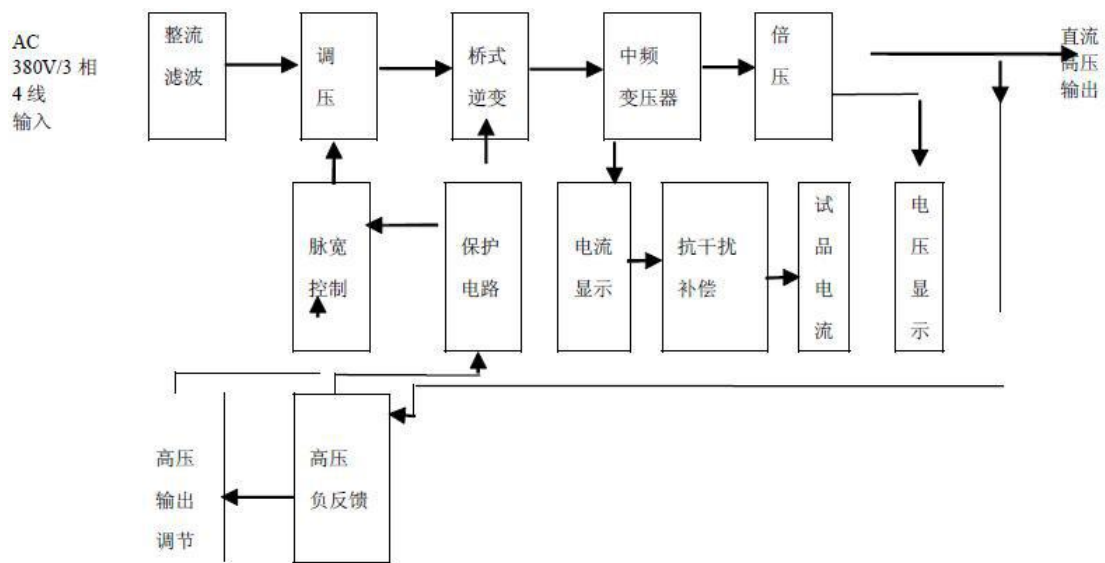 AC
380V/3 相
4 线
输入
整流
滤波
调
压
桥式
逆变
中频
变压器
倍
压
直流
高压
输出
脉宽
控制
保护
电路
电流
显示
抗干扰
补偿
试
品
电
流
电
压
显
示
高压
输出
调节
高压
负反馈